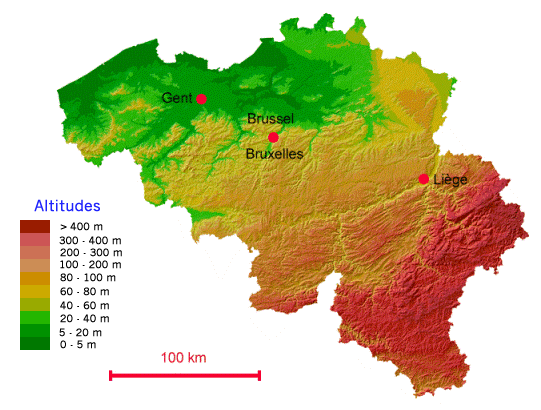 Gent
Brussel
Bruxelles
Liège
Altitudes
> 400 m
300 - 400 m
200 - 300 m
100 - 200 m
80 - 100 m
60 - 80 m
40 - 60 m
20 - 40 m
5 - 20 m
0 - 5 m
100 km